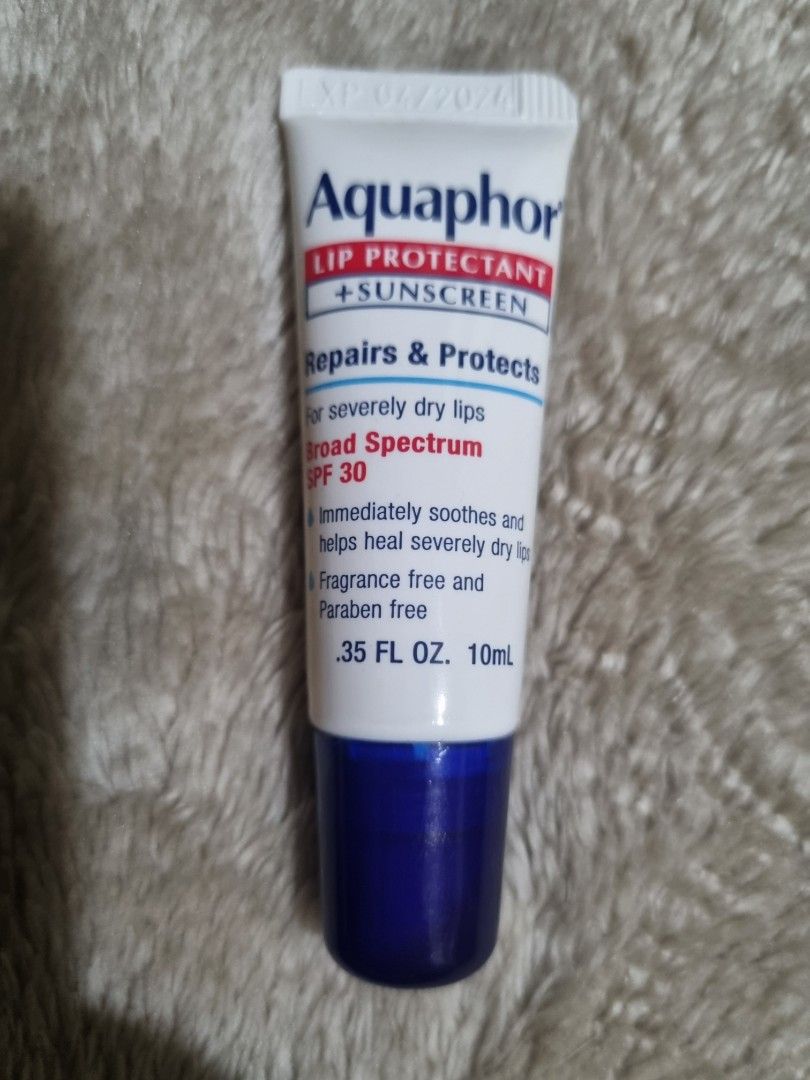 EXP 04/2024
Aquaphor
LIP PROTECTANT
+SUNSCREEN
Repairs & Protects
For severely dry lips
Broad Spectrum
SPF 30
Immediately soothes and
helps heal severely dry lips
Fragrance free and
Paraben free
.35 FL OZ. 10mL